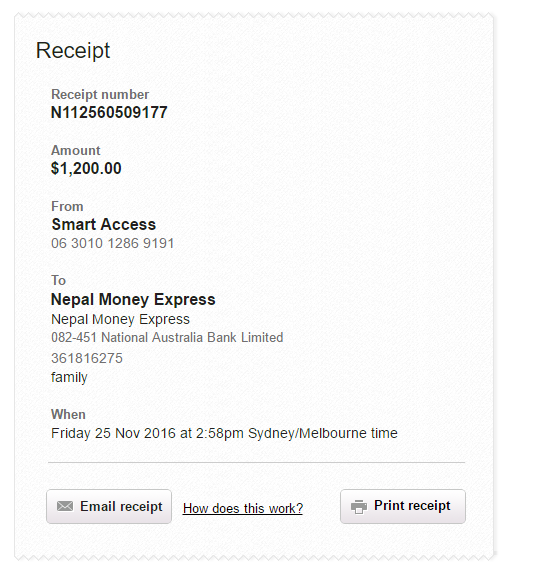 Receipt
Receipt number
N112560509177
Amount
$1,200.00
From
Smart Access
06 3010 1286 9191
To
Nepal Money Express
Nepal Money Express
082-451 National Australia Bank Limited
361816275
family
When
Friday 25 Nov 2016 at 2:58pm Sydney/Melbourne time
Email receipt
How does this work?
Print receipt